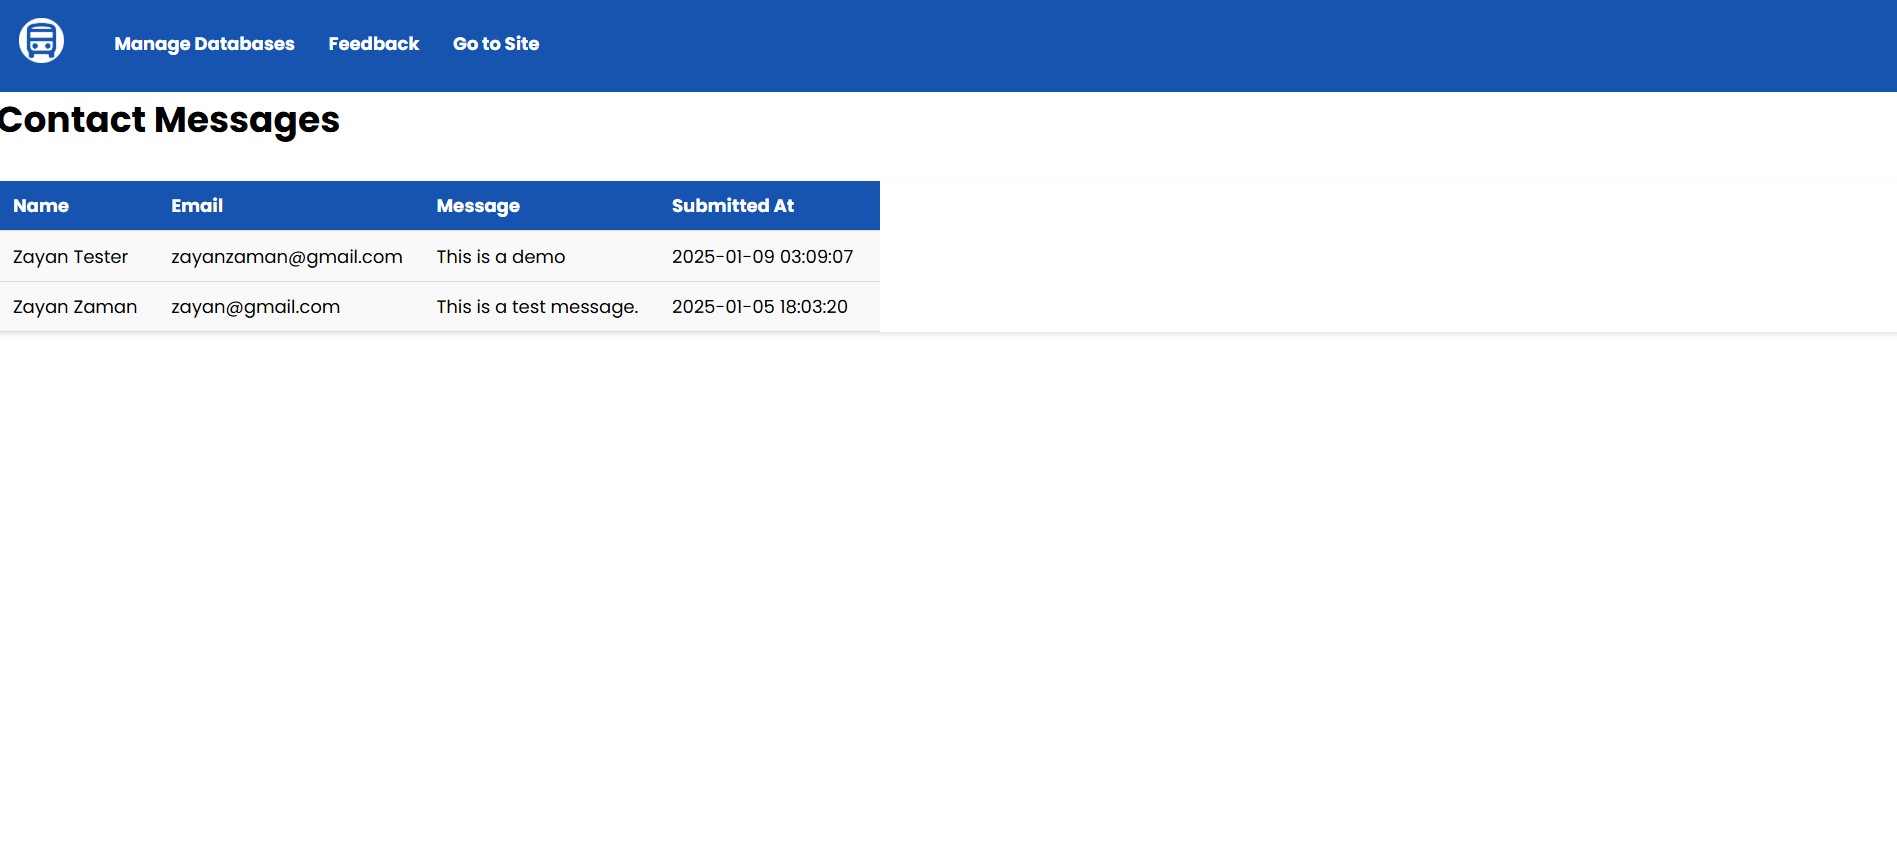 Manage Databases Feedback Go to Site
Contact Messages
Name Email Message Submitted At
Zayan Tester zayanzaman@gmail.com This is a demo 2025-01-09 03:09:07
Zayan Zaman zayan@gmail.com This is a test message. 2025-01-05 18:03:20